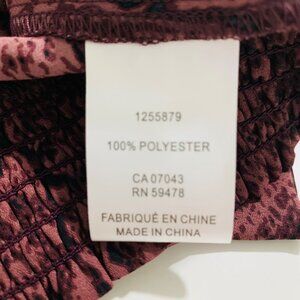 1255879
100% POLYESTER
CA 07043
RN 59478
FABRIQUÉ EN CHINE
MADE IN CHINA